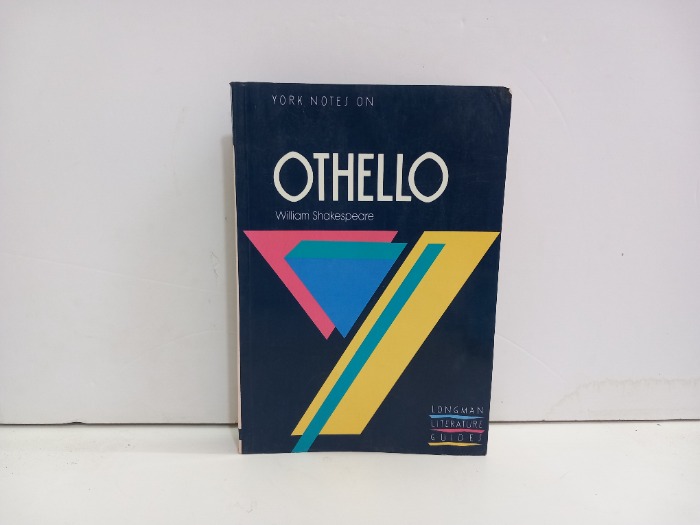 YORK NOTES ON
OTHELLO
William Shakespeare
LONGMAN
LITERATURE
GUIDES